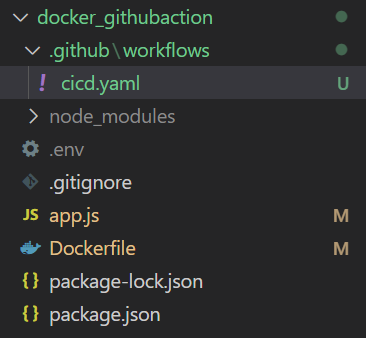 docker_githubaction
.github\workflows
! cicd.yaml U
node_modules
.env
.gitignore
JS app.js M
Dockerfile M
{} package-lock.json
{} package.json